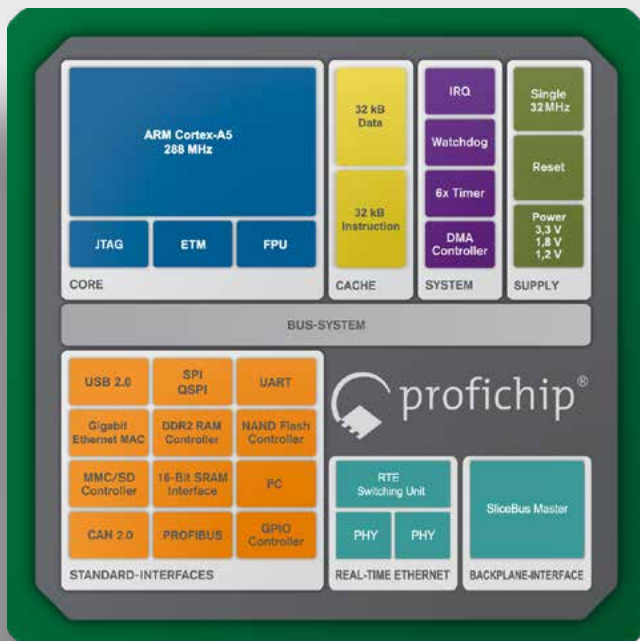 ARM Cortex-A5
288 MHz
JTAG
ETM
FPU
CORE
32 kB
Data
32 kB
Instruction
CACHE
IRQ
Watchdog
6x Timer
DMA
Controller
SYSTEM
Single
32 MHz
Reset
Power
3,3 V
1,8 V
1,2 V
SUPPLY
BUS-SYSTEM
USB 2.0
SPI
QSPI
UART
Gigabit
Ethernet MAC
DDR2 RAM
Controller
NAND Flash
Controller
MMC/SD
Controller
16-Bit SRAM
Interface
I²C
CAN 2.0
PROFIBUS
GPIO
Controller
STANDARD-INTERFACES
profichip®
RTE
Switching Unit
PHY
PHY
REAL-TIME ETHERNET
SliceBus Master
BACKPLANE-INTERFACE